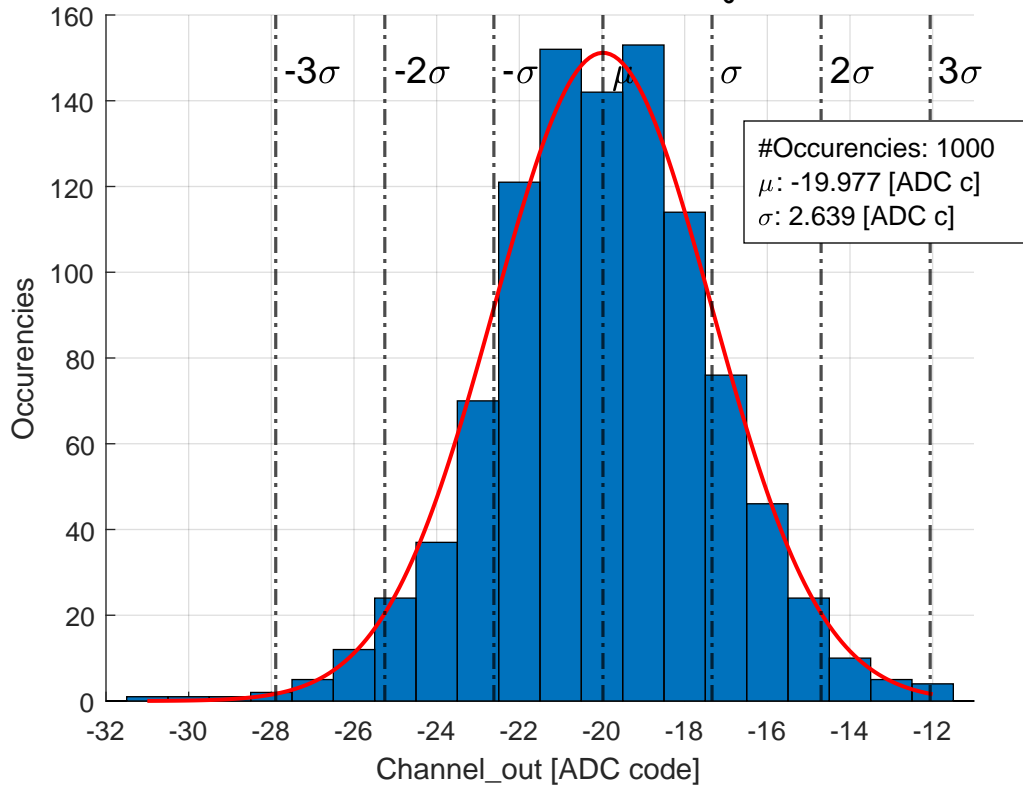 160
140
120
100
80
60
40
20
0
Occurencies
-3σ -2σ -σ μ σ 2σ 3σ
#Occurencies: 1000
μ: -19.977 [ADC c]
σ: 2.639 [ADC c]
-32 -30 -28 -26 -24 -22 -20 -18 -16 -14 -12
Channel_out [ADC code]